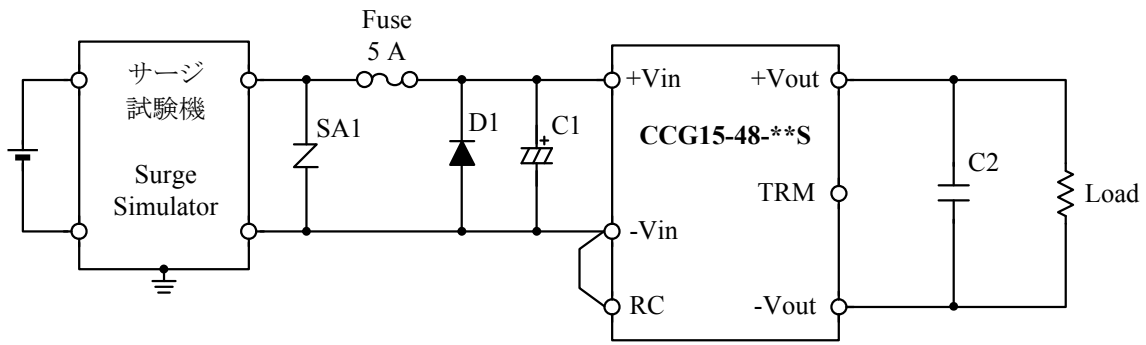 サージ
試験機
Surge
Simulator
Fuse
5 A
SA1
D1
C1
+
+Vin
-Vin
RC
CCG15-48-**S
+Vout
TRM
-Vout
C2
Load